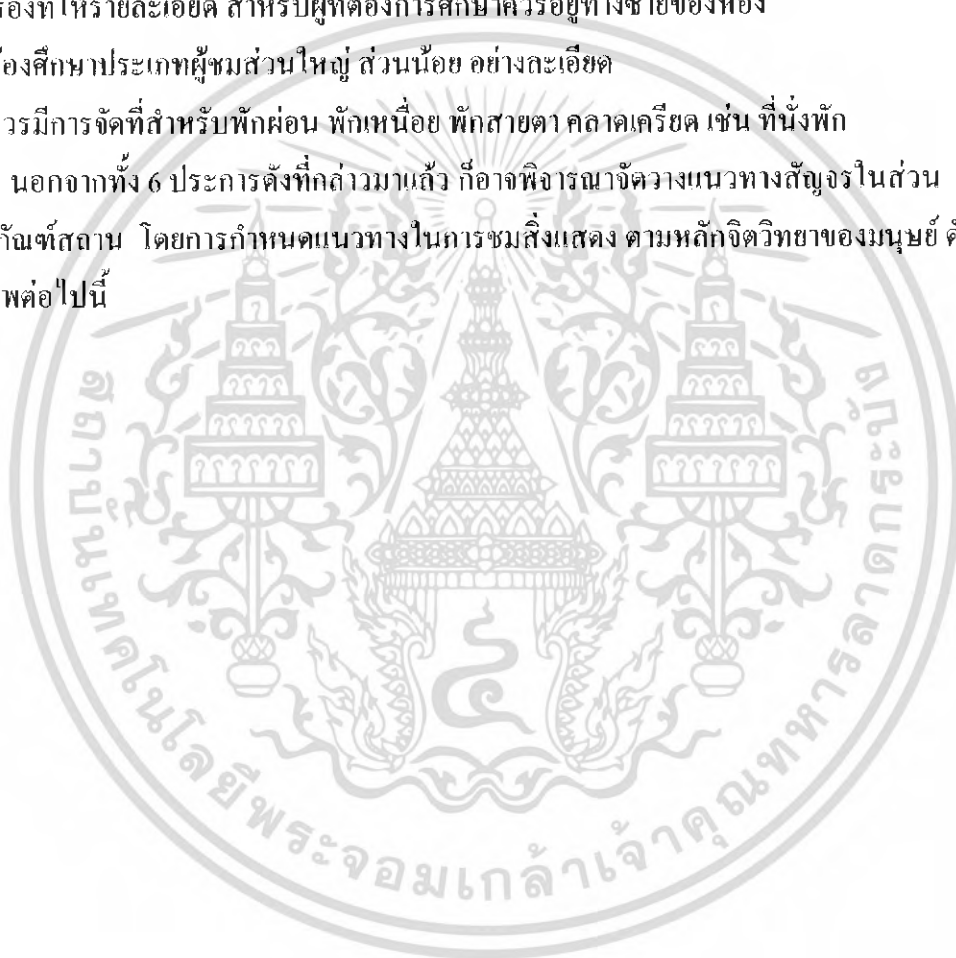 รองที่ให้รายละเอียด สำหรับผู้ที่ต้องการศึกษาควรอยู่ทางซ้ายของห้อง
้องศึกษาประเภทผู้ชมส่วนใหญ่ ส่วนน้อย อย่างละเอียด
วรมีการจัดที่สำหรับพักผ่อน พักเหนื่อย พักสายตา คลาดเครียด เช่น ที่นั่งพัก
นอกจากทั้ง 6 ประการดังที่กล่าวมาแล้ว ก็อาจพิจารณาจัดวางแนวทางสัญจรในส่วน
ภัณฑ์สถาน โดยการกำหนดแนวทางในการชมสิ่งแสดง ตามหลักจิตวิทยาของมนุษย์ ดั
พต่อไปนี้
สถาบันเทคโนโลยีพระจอมเกล้าเจ้าคุณทหารลาดกระบัง
๔